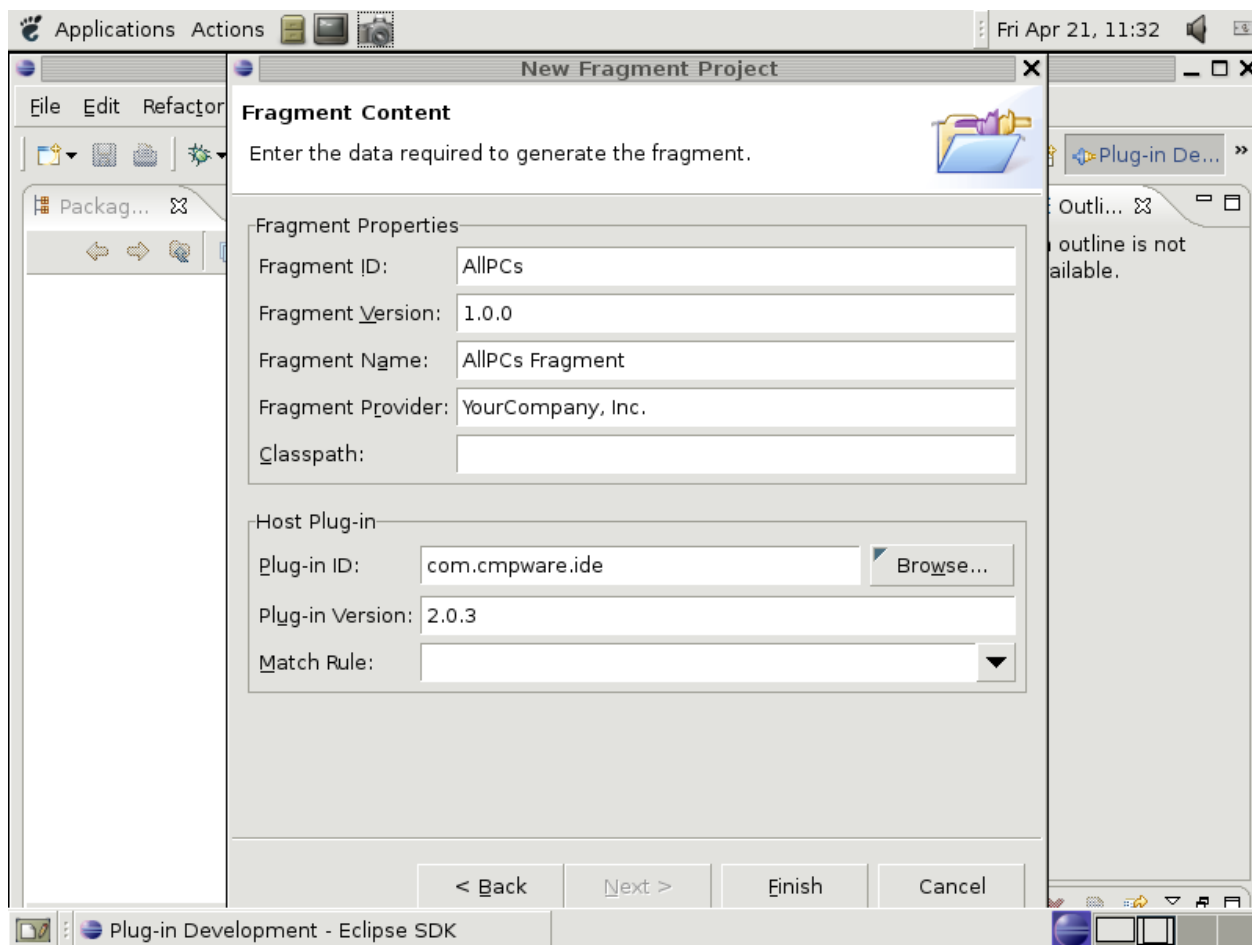 Applications Actions Fri Apr 21, 11:32
New Fragment Project
File Edit Refactor
Fragment Content
Enter the data required to generate the fragment.
Plug-in De... »
Packag...
Outli...
outline is not
ailable.
Fragment Properties
Fragment ID: AllPCs
Fragment Version: 1.0.0
Fragment Name: AllPCs Fragment
Fragment Provider: YourCompany, Inc.
Classpath:
Host Plug-in
Plug-in ID: com.cmpware.ide Browse...
Plug-in Version: 2.0.3
Match Rule:
< Back Next > Finish Cancel
Plug-in Development - Eclipse SDK